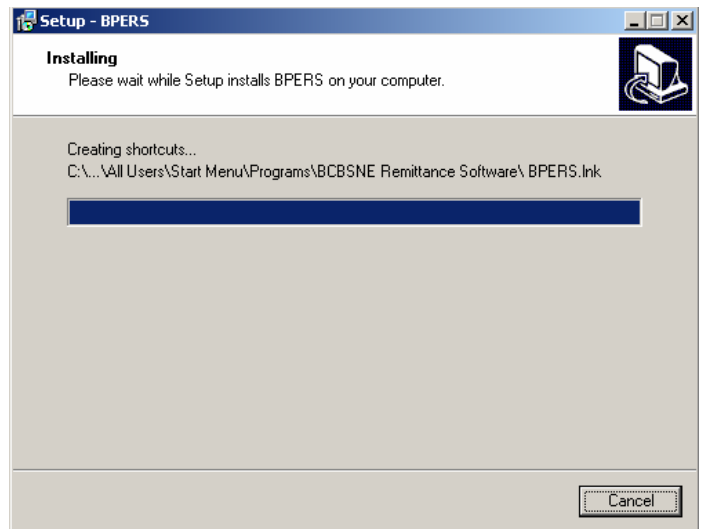 Setup - BPERS
Installing
Please wait while Setup installs BPERS on your computer.
Creating shortcuts...
C:\...\All Users\Start Menu\Programs\BCBSNE Remittance Software\ BPERS.lnk
Cancel